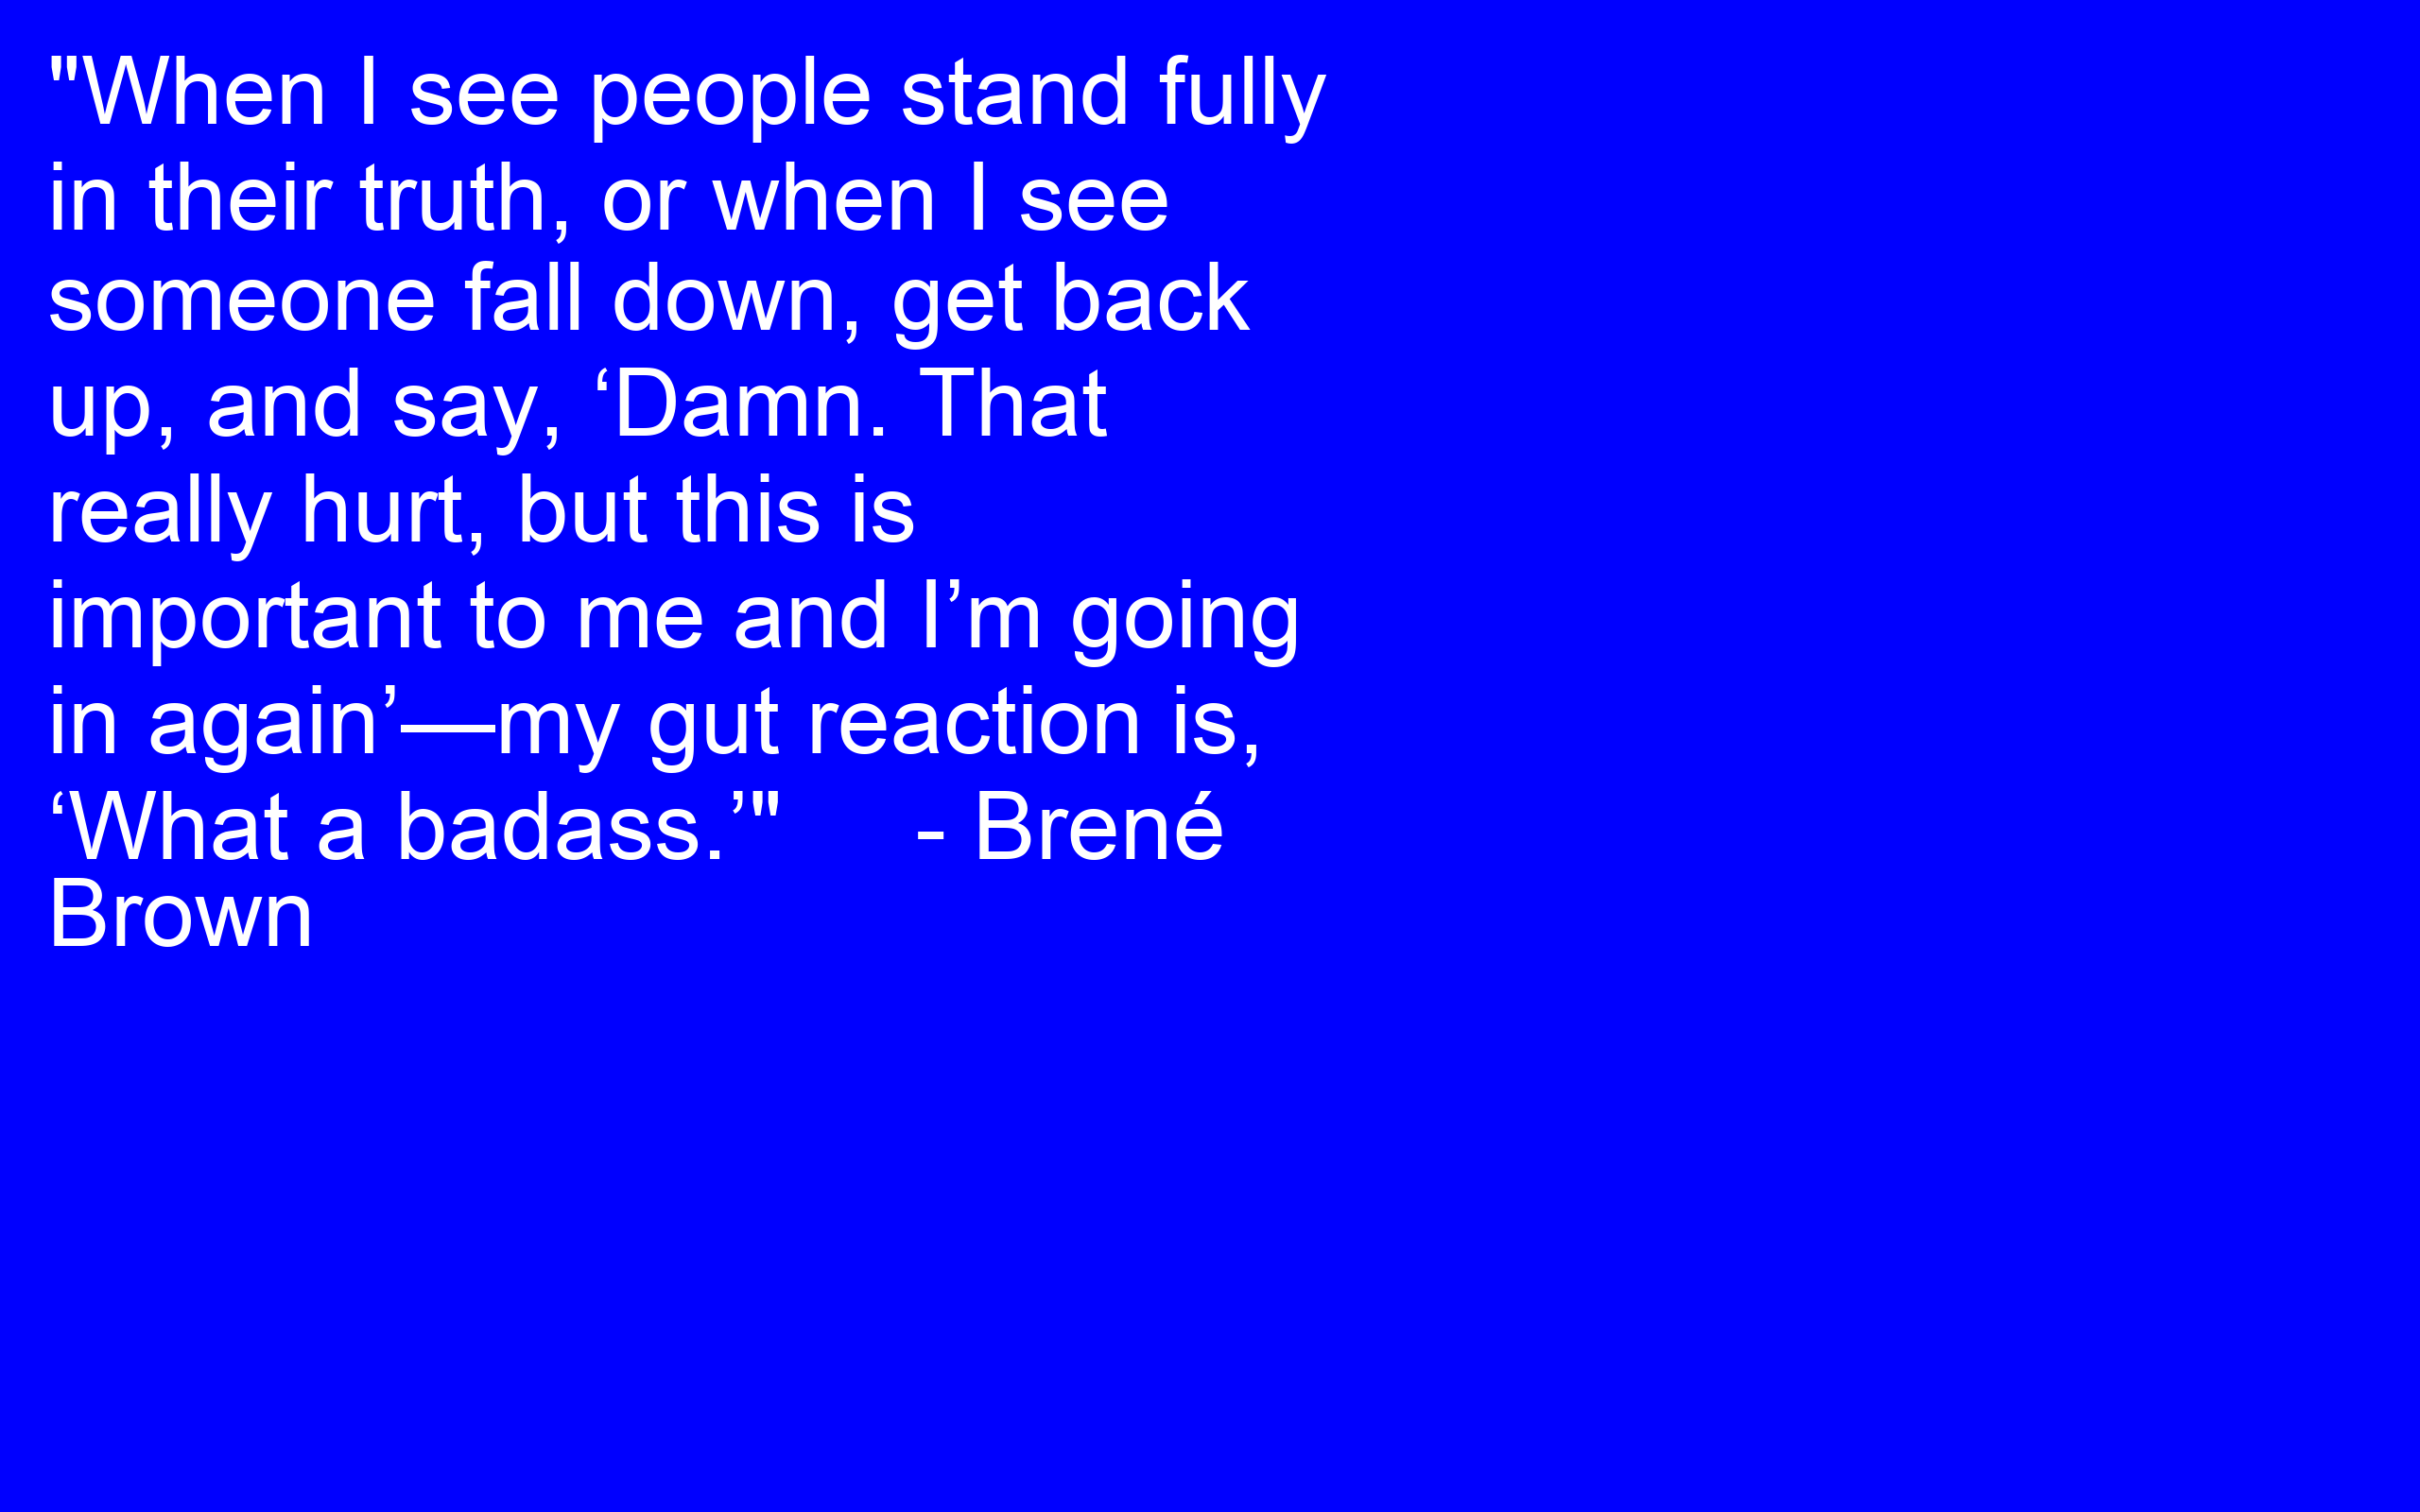 "When I see people stand fully
in their truth, or when I see
someone fall down, get back
up, and say, ‘Damn. That
really hurt, but this is
important to me and I’m going
in again’—my gut reaction is,
‘What a badass.’"     - Brené
Brown